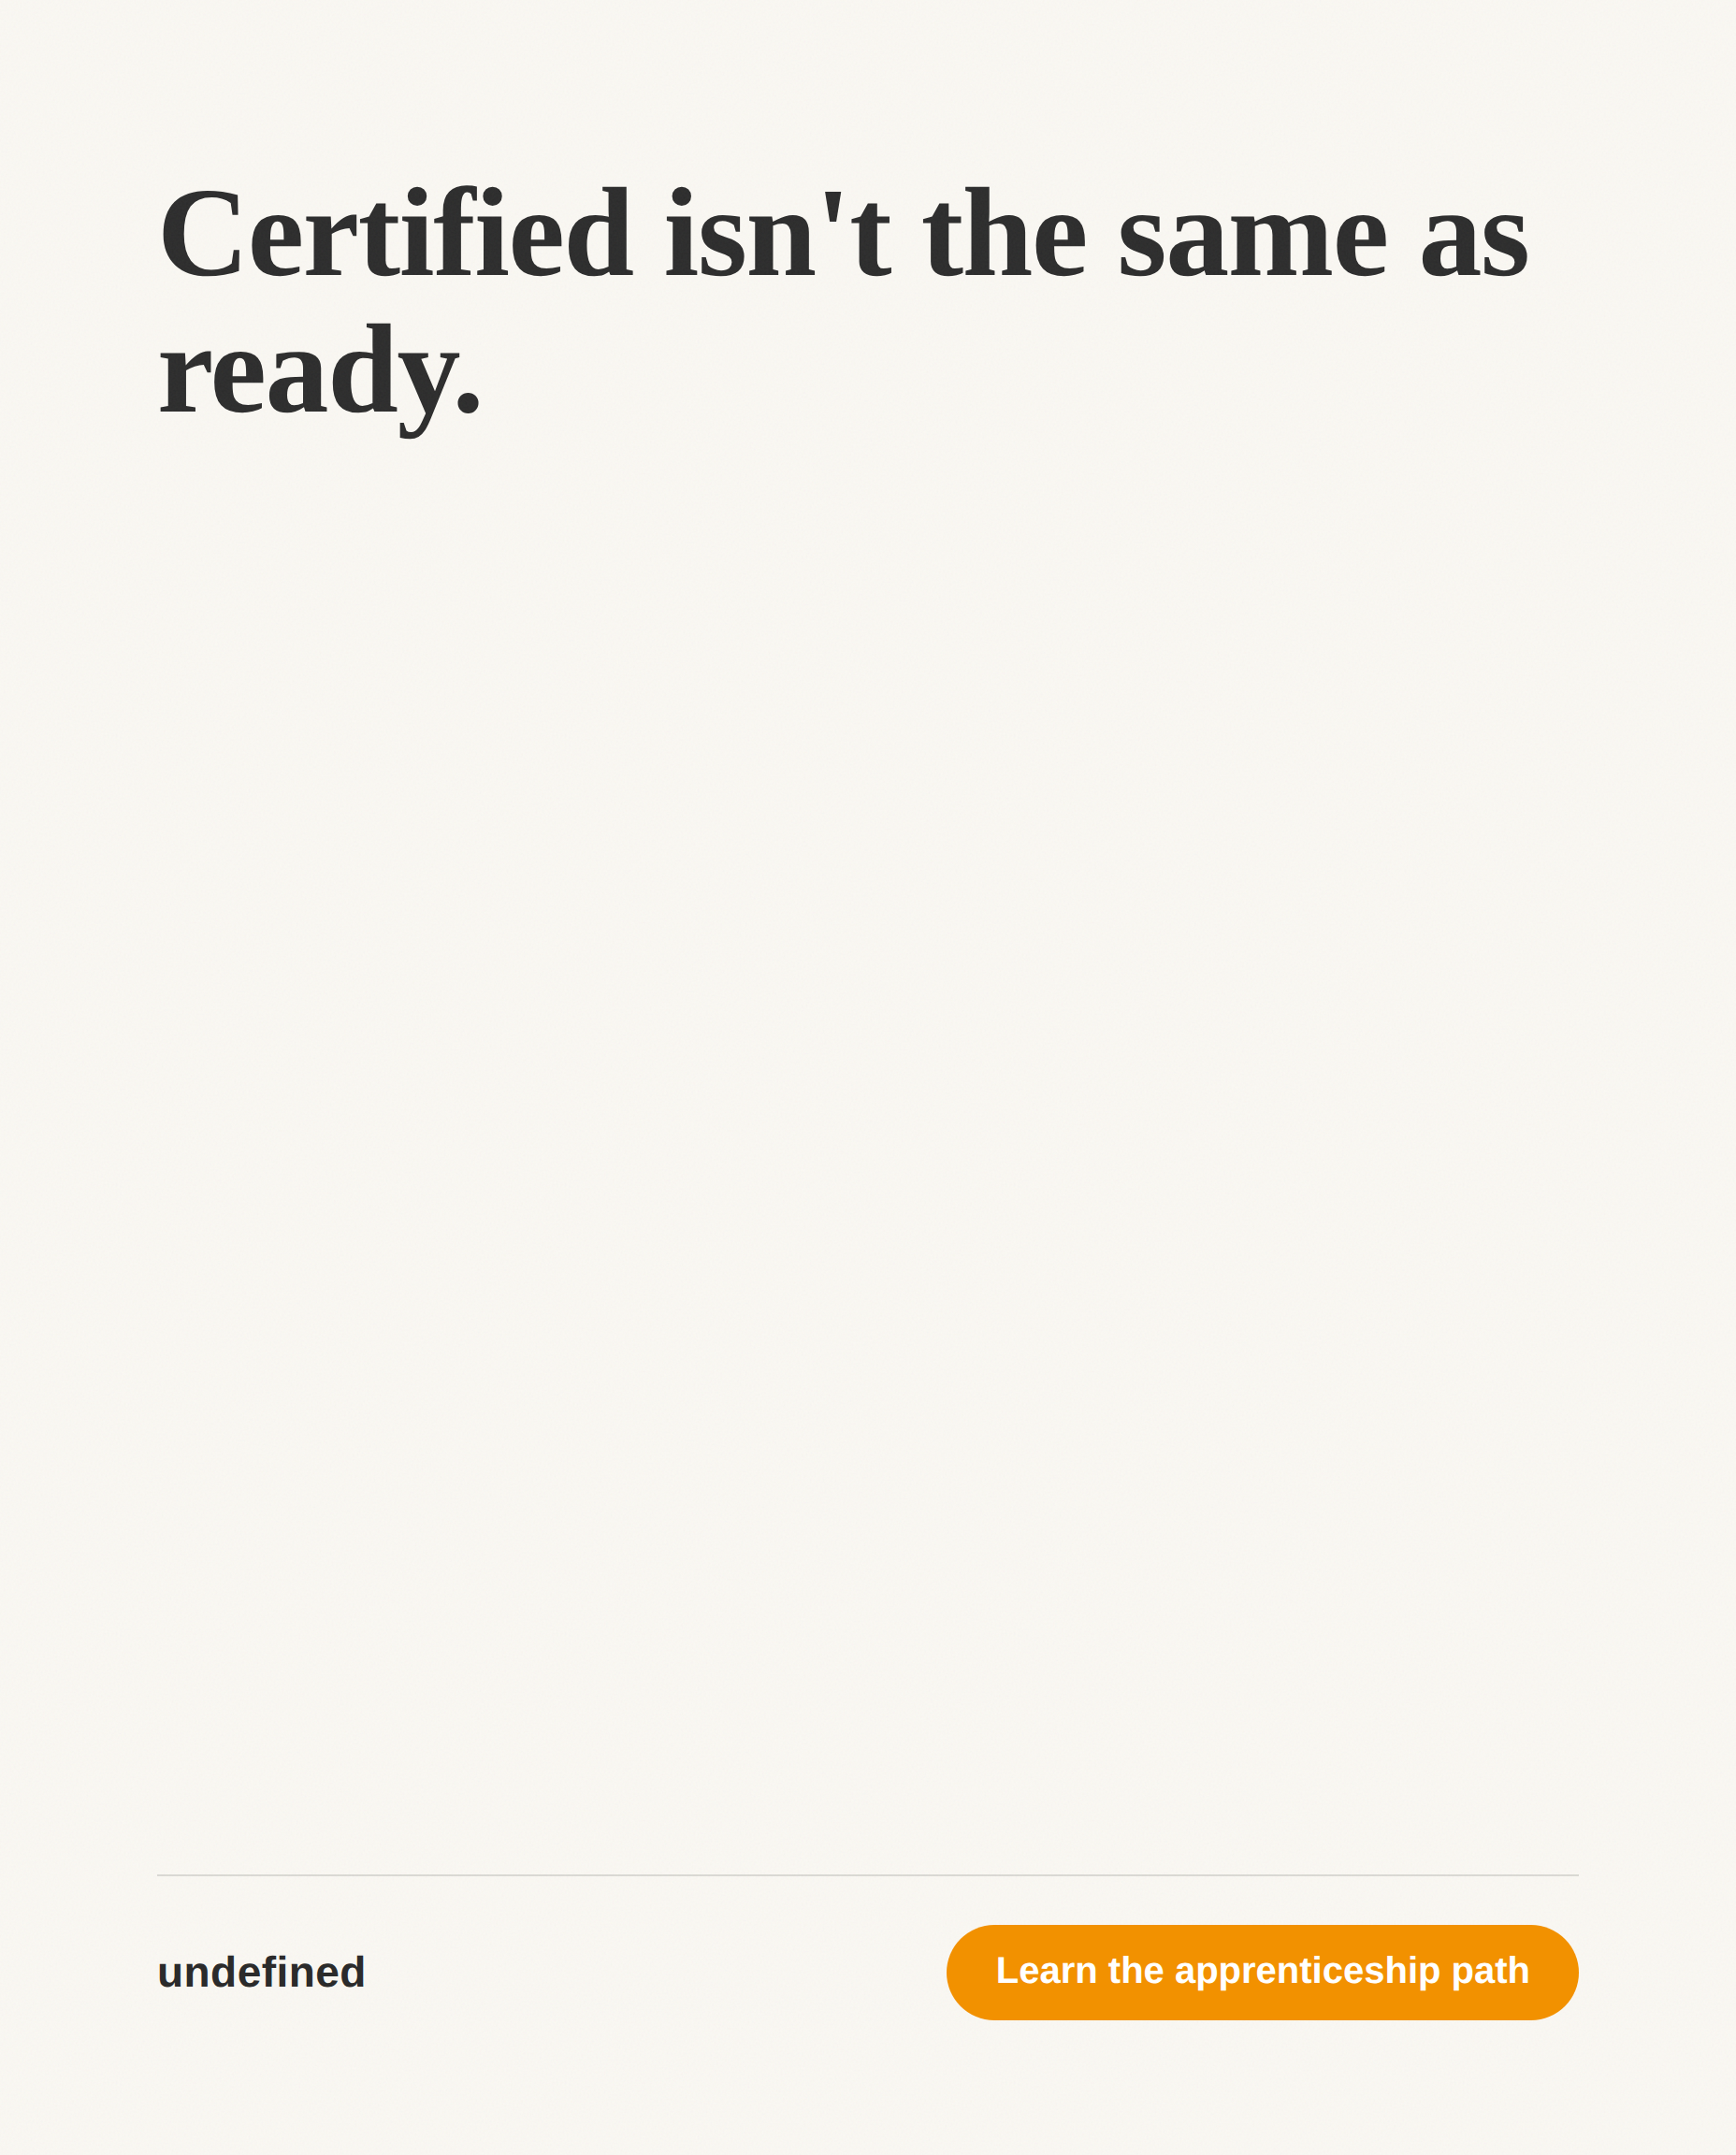 Certified isn't the same as
ready.
undefined
Learn the apprenticeship path